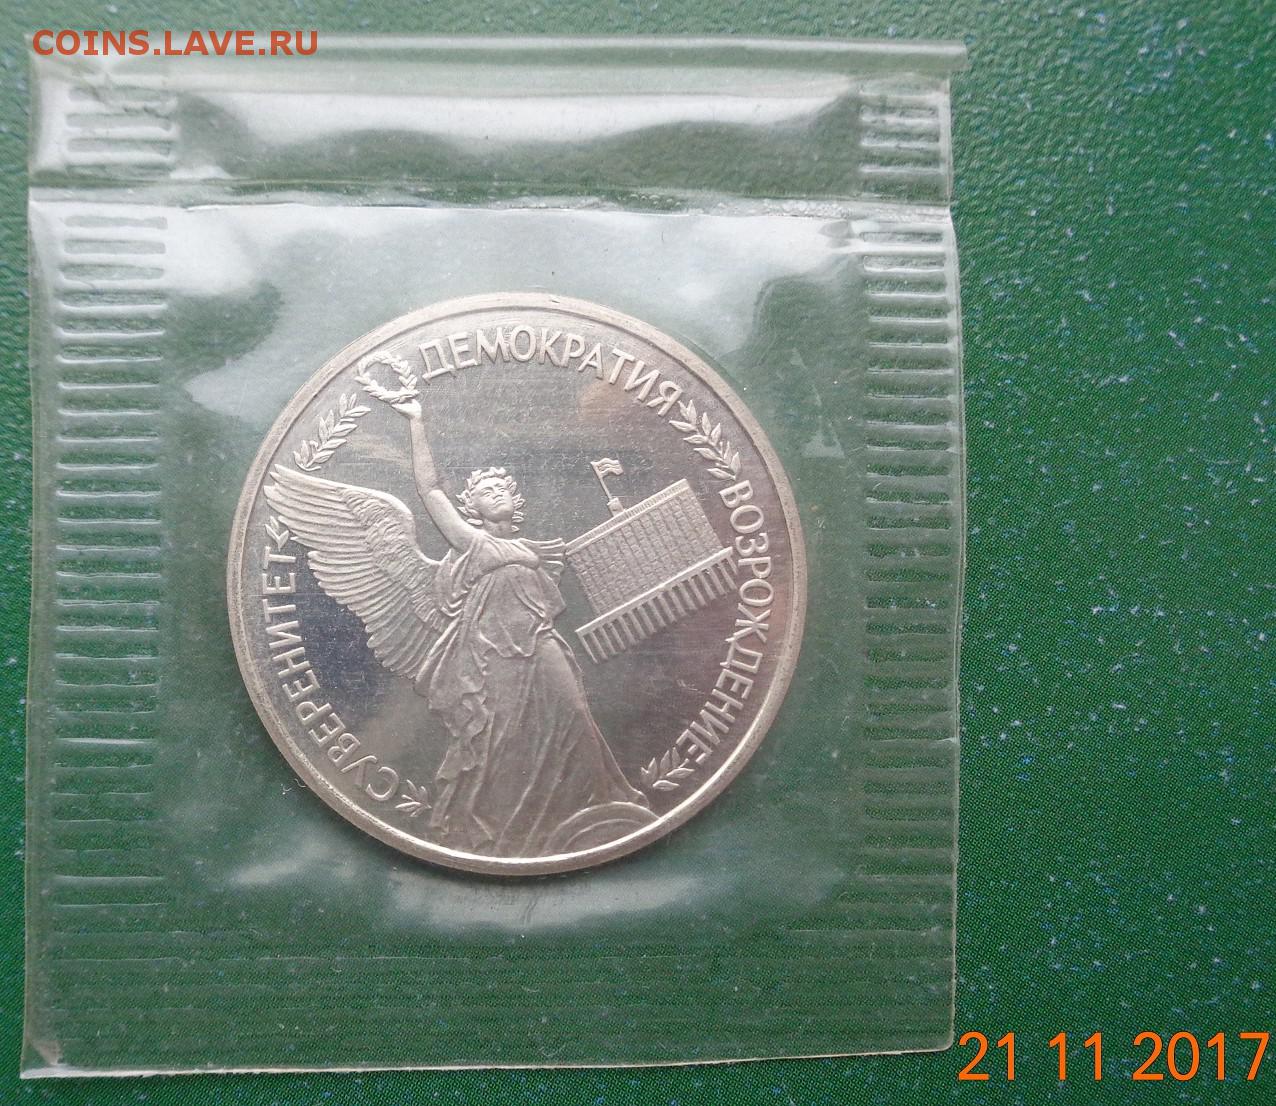 COINS.LAVE.RU
СУВЕРЕНИТЕТ
ДЕМОКРАТИЯ
ВОЗРОЖДЕНИЕ
21 11 2017